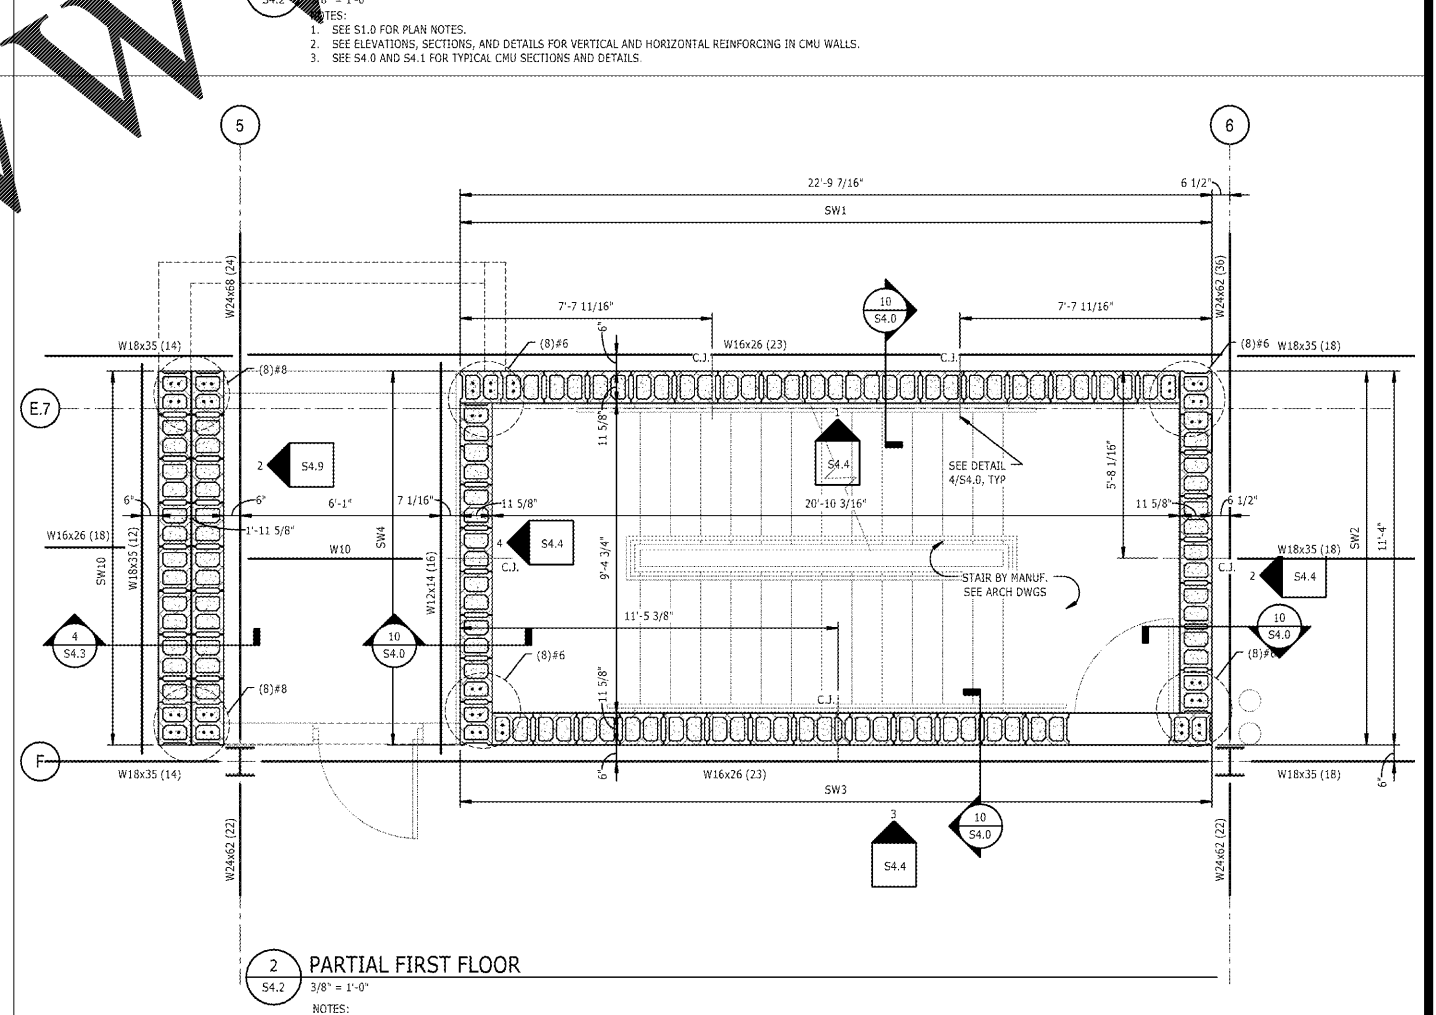 S4.2
3/8" = 1'-0"
NOTES:
1. SEE S1.0 FOR PLAN NOTES.
2. SEE ELEVATIONS, SECTIONS, AND DETAILS FOR VERTICAL AND HORIZONTAL REINFORCING IN CMU WALLS.
3. SEE S4.0 AND S4.1 FOR TYPICAL CMU SECTIONS AND DETAILS.
W
5
6
22'-9 7/16"
6 1/2"
SW1
W24x68 (24)
W24x62 (36)
7'-7 11/16"
10
S4.0
7'-7 11/16"
6"
W18x35 (14)
(8)#6
C.J.
W16x26 (23)
C.J.
(8)#6
W18x35 (18)
(8)#8
E.7
11 5/8"
2
S4.9
1
S4.4
SEE DETAIL
4/S4.0, TYP
5'-8 1/16"
6"
6"
6'-1"
7 1/16"
11 5/8"
20'-10 3/16"
11 5/8"
6 1/2"
1'-11 5/8"
W16x26 (18)
SW10
W18x35 (12)
W10
SW4
W12x14 (16)
4
S4.4
C.J.
9'-4 3/4"
SW2
11'-4"
W18x35 (18)
C.J.
2
S4.4
STAIR BY MANUF.
SEE ARCH DWGS
11'-5 3/8"
4
S4.3
10
S4.0
10
S4.0
(8)#6
(8)#6
(8)#8
11 5/8"
C.J.
F
W18x35 (14)
6"
W16x26 (23)
W18x35 (18)
6"
SW3
W24x62 (22)
3
S4.4
10
S4.0
W24x62 (22)
2
S4.2
PARTIAL FIRST FLOOR
3/8" = 1'-0"
NOTES: